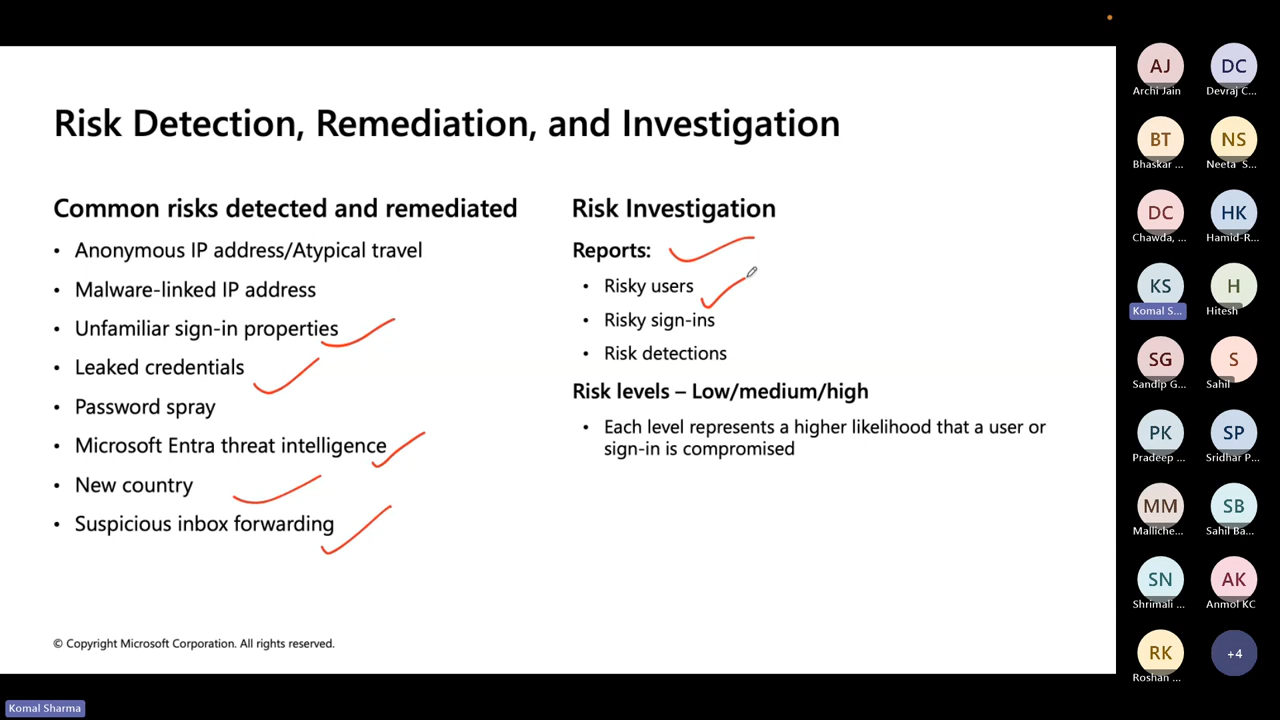 Risk Detection, Remediation, and Investigation
Common risks detected and remediated
• Anonymous IP address/Atypical travel
• Malware-linked IP address
• Unfamiliar sign-in properties
• Leaked credentials
• Password spray
• Microsoft Entra threat intelligence
• New country
• Suspicious inbox forwarding
Risk Investigation
Reports:
• Risky users
• Risky sign-ins
• Risk detections
Risk levels – Low/medium/high
• Each level represents a higher likelihood that a user or
sign-in is compromised
© Copyright Microsoft Corporation. All rights reserved.
AJ
Archi Jain
DC
Devraj C...
BT
Bhaskar ...
NS
Neeta S...
DC
Chawda, ...
HK
Hamid-R...
KS
Komal S...
H
Hitesh
SG
Sandip G...
S
Sahil
PK
Pradeep ...
SP
Sridhar P...
MM
Malliche...
SB
Sahil Ba...
SN
Shrimali ...
AK
Anmol KC
RK
Roshan ...
+4
Komal Sharma